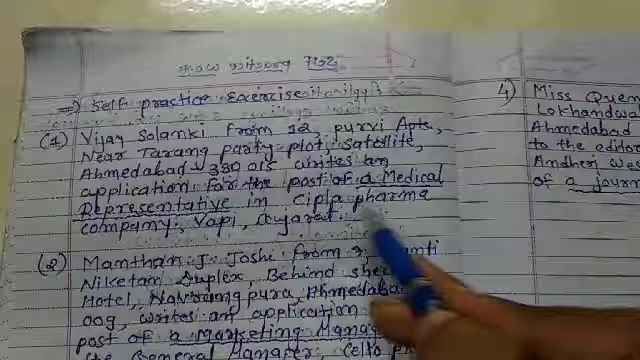 => Self practice Exercise
(1) Vijay Solanki From 12, purvi Apts,
Near Tarang party plot, Satellite,
Ahmedabad - 380 015 writes an
application for the post of a Medical
Representative in Cipla pharma
company, Vapi, Gujarat.
(2) Manthan J. Joshi From
Niketan Duplex, Behind
Hotel, Navrangpura, Ahmedabad
009, writes an application
post of a Marketing
the General Manager,
4) Miss
Lokhandwa
Ahmedabad
to the editor
Andheri wes
of a journ